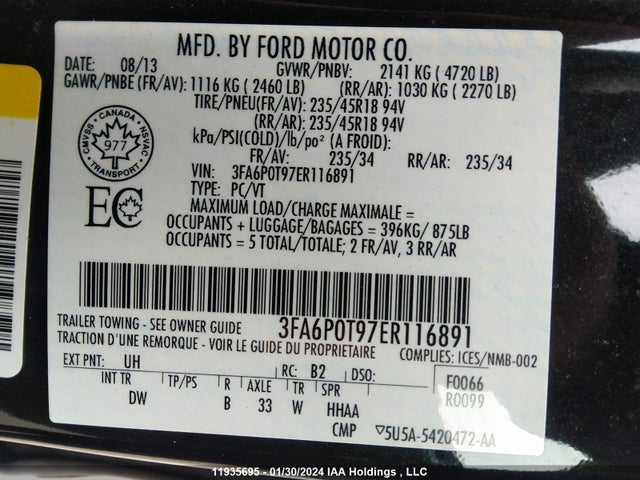 MFD. BY FORD MOTOR CO.
DATE: 08/13 GVWR/PNBV: 2141 KG ( 4720 LB)
GAWR/PNBE (FR/AV): 1116 KG ( 2460 LB) (RR/AR): 1030 KG ( 2270 LB)
TIRE/PNEU(FR/AV): 235/45R18 94V
(RR/AR): 235/45R18 94V
kPa/PSI(COLD)/lb/po² (A FROID):
FR/AV: 235/34 RR/AR: 235/34
VIN: 3FA6P0T97ER116891
TYPE: PC/VT
MAXIMUM LOAD/CHARGE MAXIMALE =
OCCUPANTS + LUGGAGE/BAGAGES = 396KG/ 875LB
OCCUPANTS = 5 TOTAL/TOTALE; 2 FR/AV, 3 RR/AR
CANADA
CMVSS NSVAC
977
TRANSPORT
EC
3FA6P0T97ER116891
TRAILER TOWING - SEE OWNER GUIDE
TRACTION D'UNE REMORQUE - VOIR LE GUIDE DU PROPRIETAIRE
COMPLIES: ICES/NMB-002
EXT PNT: UH RC: B2 DSO: F0066
INT TR TP/PS R AXLE TR SPR R0099
DW B 33 W HHAA
CMP ▽5U5A-5420472-AA
11935695 - 01/30/2024 IAA Holdings , LLC